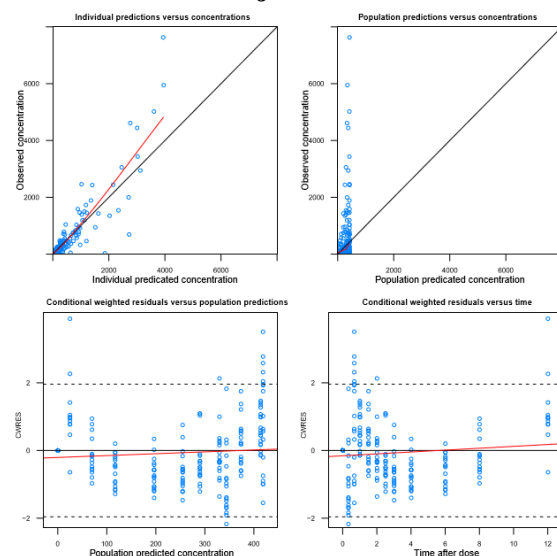 Individual predictions versus concentrations
Observed concentration
6000
4000
2000
2000
4000
6000
Individual predicated concentration
Population predictions versus concentrations
Observed concentration
6000
4000
2000
2000
4000
6000
Population predicated concentration
Conditional weighted residuals versus population predictions
CWRES
2
0
−2
0
100
200
300
400
Population predicted concentration
Conditional weighted residuals versus time
CWRES
2
0
−2
0
2
4
6
8
10
12
Time after dose